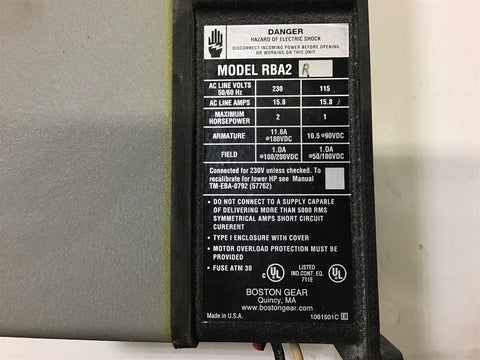 DANGER
HAZARD OF ELECTRIC SHOCK
DISCONNECT INCOMING POWER BEFORE OPENING
OR WORKING IN THIS UNIT
MODEL RBA2 R
AC LINE VOLTS 50/60 Hz 230 115
AC LINE AMPS 15.8 15.8
MAXIMUM HORSEPOWER 2 1
ARMATURE 11.6A @180VDC 10.5 @90VDC
FIELD 1.0A @100/200VDC 1.0A @50/100VDC
Connected for 230V unless checked. To
recalibrate for lower HP see Manual
TM-EBA-0792 (57762)
• DO NOT CONNECT TO A SUPPLY CAPABLE
OF DELIVERING MORE THAN 5000 RMS
SYMMETRICAL AMPS SHORT CIRCUIT
CURERENT
• TYPE I ENCLOSURE WITH COVER
• MOTOR OVERLOAD PROTECTION MUST BE
PROVIDED
• FUSE ATM 30
c UL LISTED UL
IND.CONT. EQ.
711E
BOSTON GEAR
Quincy, MA
www.bostongear.com
Made in U.S.A. 1061501C E